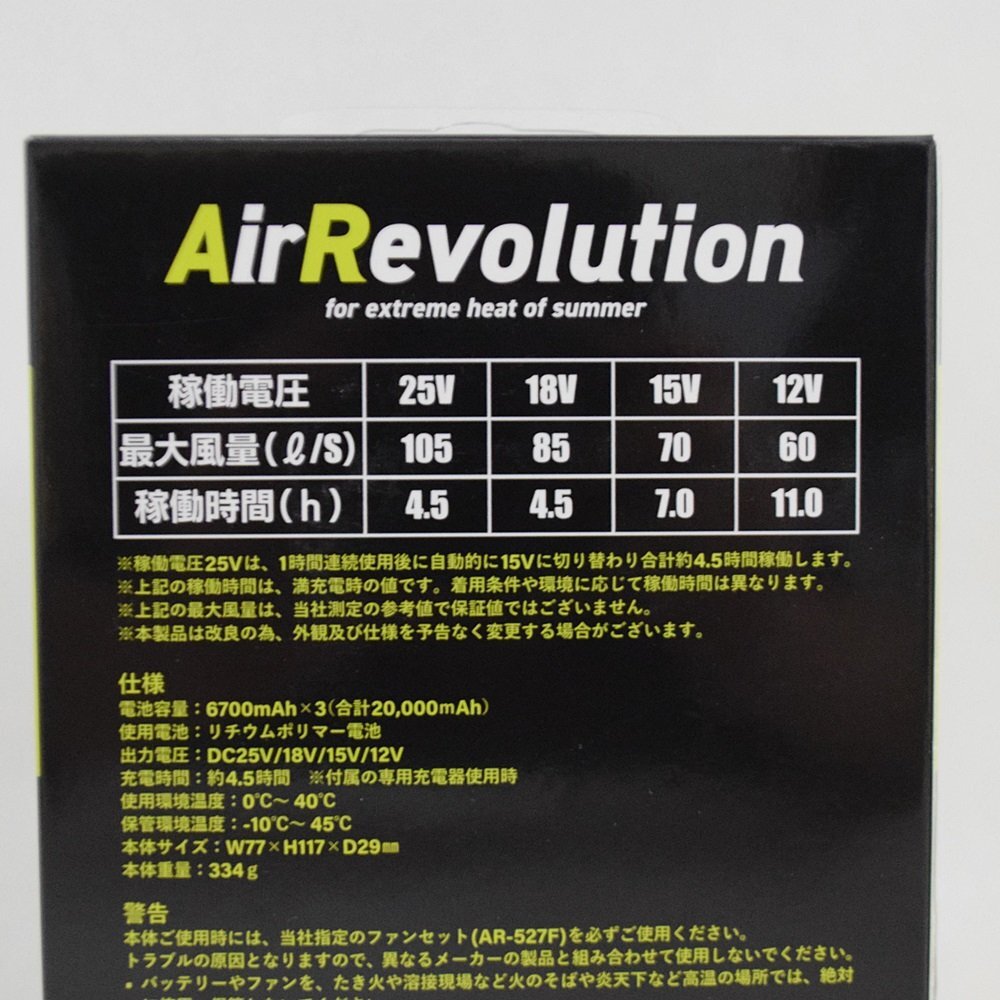 AirRevolution
for extreme heat of summer
稼働電圧 25V 18V 15V 12V
最大風量(ℓ/S) 105 85 70 60
稼働時間(h) 4.5 4.5 7.0 11.0
※稼働電圧25Vは、1時間連続使用後に自動的に15Vに切り替わり合計約4.5時間稼働します。
※上記の稼働時間は、満充電時の値です。着用条件や環境に応じて稼働時間は異なります。
※上記の最大風量は、当社測定の参考値で保証値ではございません。
※本製品は改良の為、外観及び仕様を予告なく変更する場合がございます。
仕様
電池容量：6700mAh×3(合計20,000mAh)
使用電池：リチウムポリマー電池
出力電圧：DC25V/18V/15V/12V
充電時間：約4.5時間 ※付属の専用充電器使用時
使用環境温度：0℃〜40℃
保管環境温度：-10℃〜45℃
本体サイズ：W77×H117×D29㎜
本体重量：334g
警告
本体ご使用時には、当社指定のファンセット(AR-527F)を必ずご使用ください。
トラブルの原因となりますので、異なるメーカーの製品と組み合わせて使用しないでください。
・バッテリーやファンを、たき火や溶接現場など火のそばや炎天下など高温の場所では、絶対